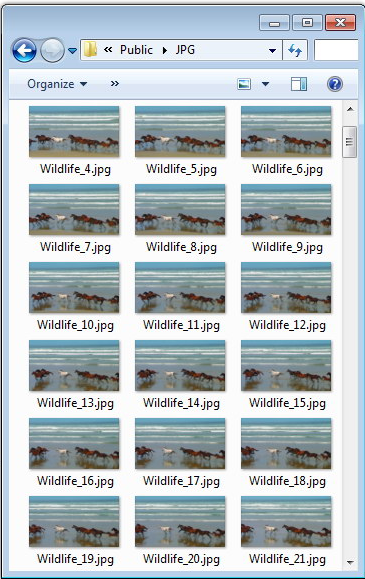 « Public JPG
Organize »
Wildlife_4.jpg Wildlife_5.jpg Wildlife_6.jpg
Wildlife_7.jpg Wildlife_8.jpg Wildlife_9.jpg
Wildlife_10.jpg Wildlife_11.jpg Wildlife_12.jpg
Wildlife_13.jpg Wildlife_14.jpg Wildlife_15.jpg
Wildlife_16.jpg Wildlife_17.jpg Wildlife_18.jpg
Wildlife_19.jpg Wildlife_20.jpg Wildlife_21.jpg